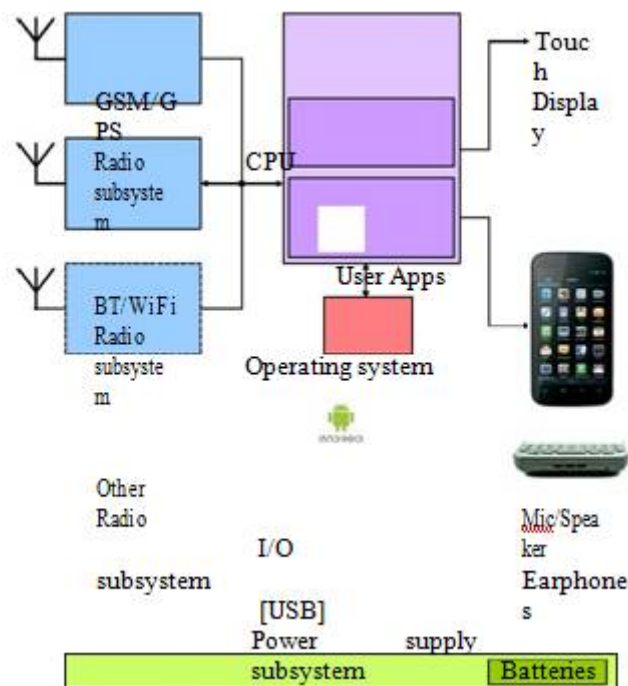 Touc
h
Displa
y
GSM/G
PS
Radio
subsyste
m
CPU
User Apps
BT/WiFi
Radio
subsyste
m
Operating system
ANDROID
Other
Radio
subsystem
I/O
[USB]
Mic/Spea
ker
Earphone
s
Power supply
subsystem
Batteries